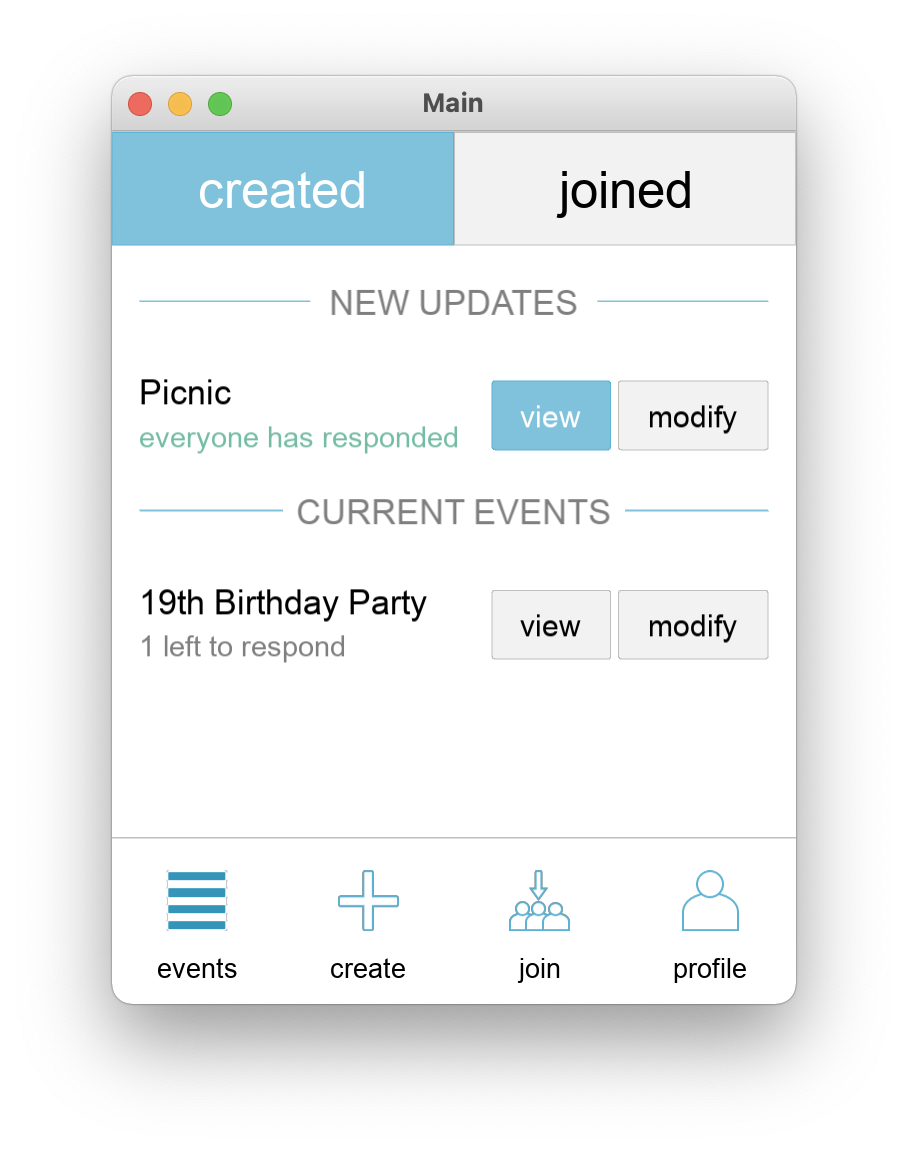 Main
created
joined
NEW UPDATES
Picnic
everyone has responded
view
modify
CURRENT EVENTS
19th Birthday Party
1 left to respond
view
modify
events
create
join
profile